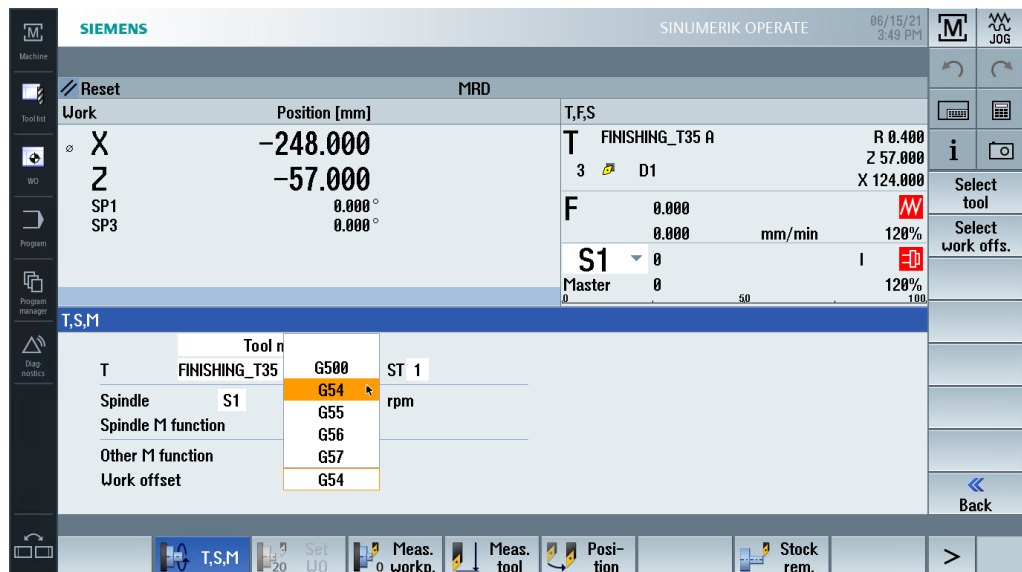 SIEMENS
SINUMERIK OPERATE
06/15/21
3:49 PM
M
Machine
Tool list
WO
Program
Program
manager
Diag-
nostics
Reset
MRD
Work
Position [mm]
⌀ X
-248.000
Z
-57.000
SP1
0.000°
SP3
0.000°
T,F,S
T FINISHING_T35 A
R 0.400
3 D1
Z 57.000
X 124.000
F 0.000
0.000 mm/min 120%
S1 0 I
Master 0 120%
0 50 100
T,S,M
Tool n
T FINISHING_T35 ST 1
Spindle S1 rpm
Spindle M function
Other M function
Work offset
G500
G54
G55
G56
G57
G54
M
JOG
i
Select
tool
Select
work offs.
«
Back
T,S,M
Set
WO
20
Meas.
workp.
0
Meas.
tool
Posi-
tion
Stock
rem.
>